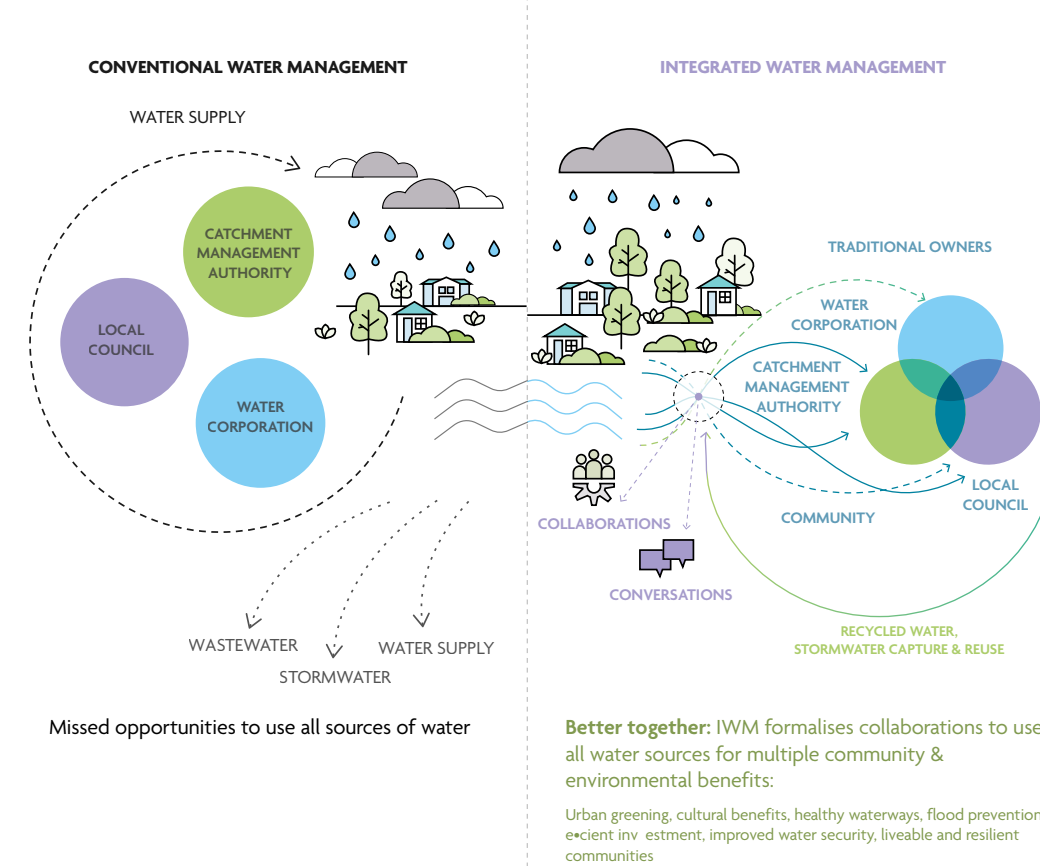 CONVENTIONAL WATER MANAGEMENT
WATER SUPPLY
CATCHMENT
MANAGEMENT
AUTHORITY
LOCAL
COUNCIL
WATER
CORPORATION
WASTEWATER
WATER SUPPLY
STORMWATER
Missed opportunities to use all sources of water
INTEGRATED WATER MANAGEMENT
TRADITIONAL OWNERS
WATER
CORPORATION
CATCHMENT
MANAGEMENT
AUTHORITY
LOCAL
COUNCIL
COMMUNITY
COLLABORATIONS
CONVERSATIONS
RECYCLED WATER,
STORMWATER CAPTURE & REUSE
Better together: IWM formalises collaborations to use
all water sources for multiple community &
environmental benefits:
Urban greening, cultural benefits, healthy waterways, flood prevention
e•cient inv estment, improved water security, liveable and resilient
communities